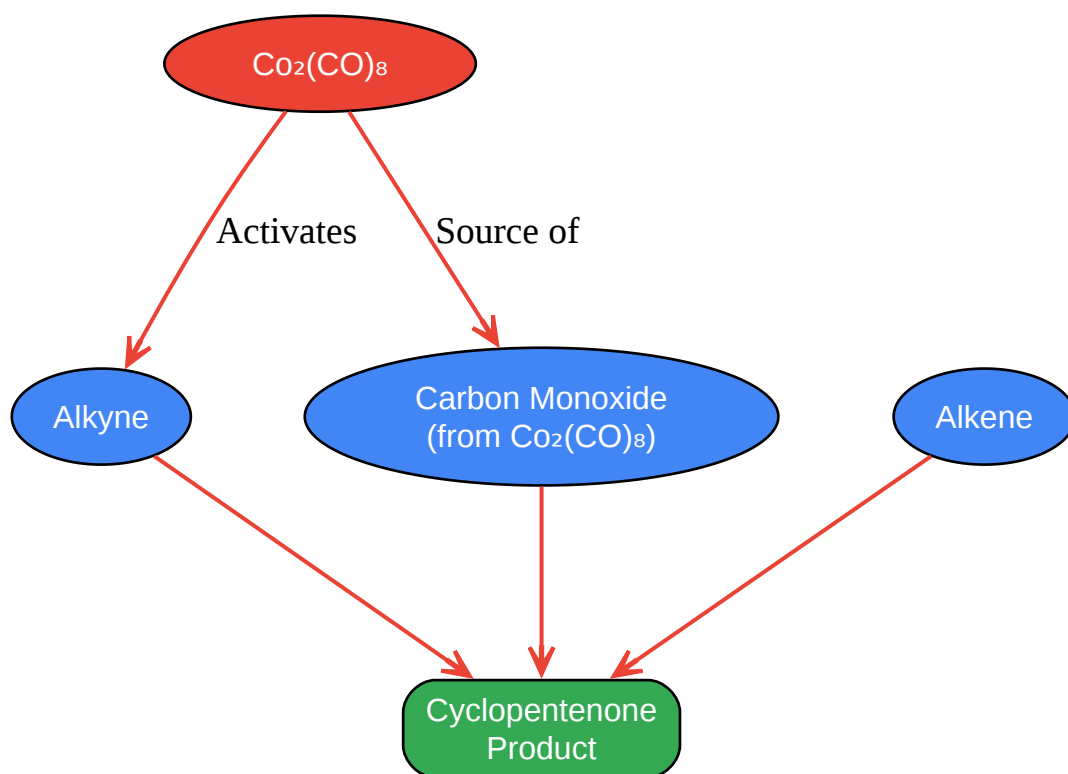 Co₂(CO)₈
Activates
Source of
Alkyne
Carbon Monoxide
(from Co₂(CO)₈)
Alkene
Cyclopentenone
Product